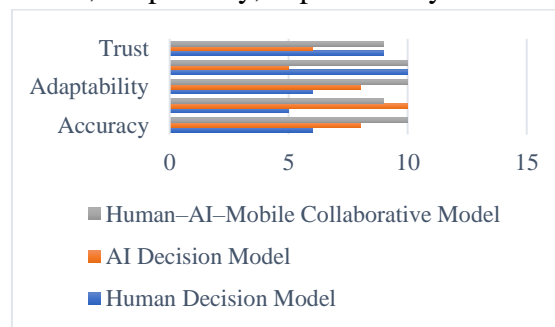 Trust
Adaptability
Accuracy
0 5 10 15
Human–AI–Mobile Collaborative Model
AI Decision Model
Human Decision Model